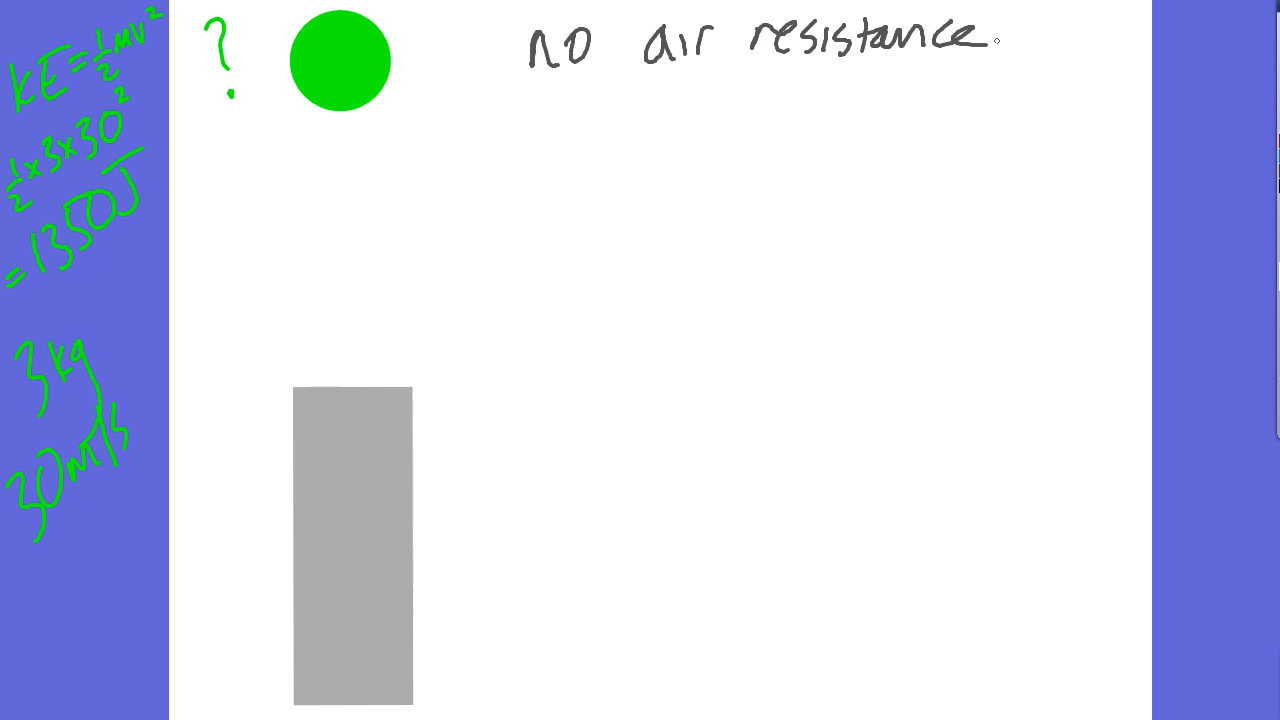 KE = ½MV²
½ x 3 x 30²
= 1350J
3kg
30m/s
?
no air resistance.